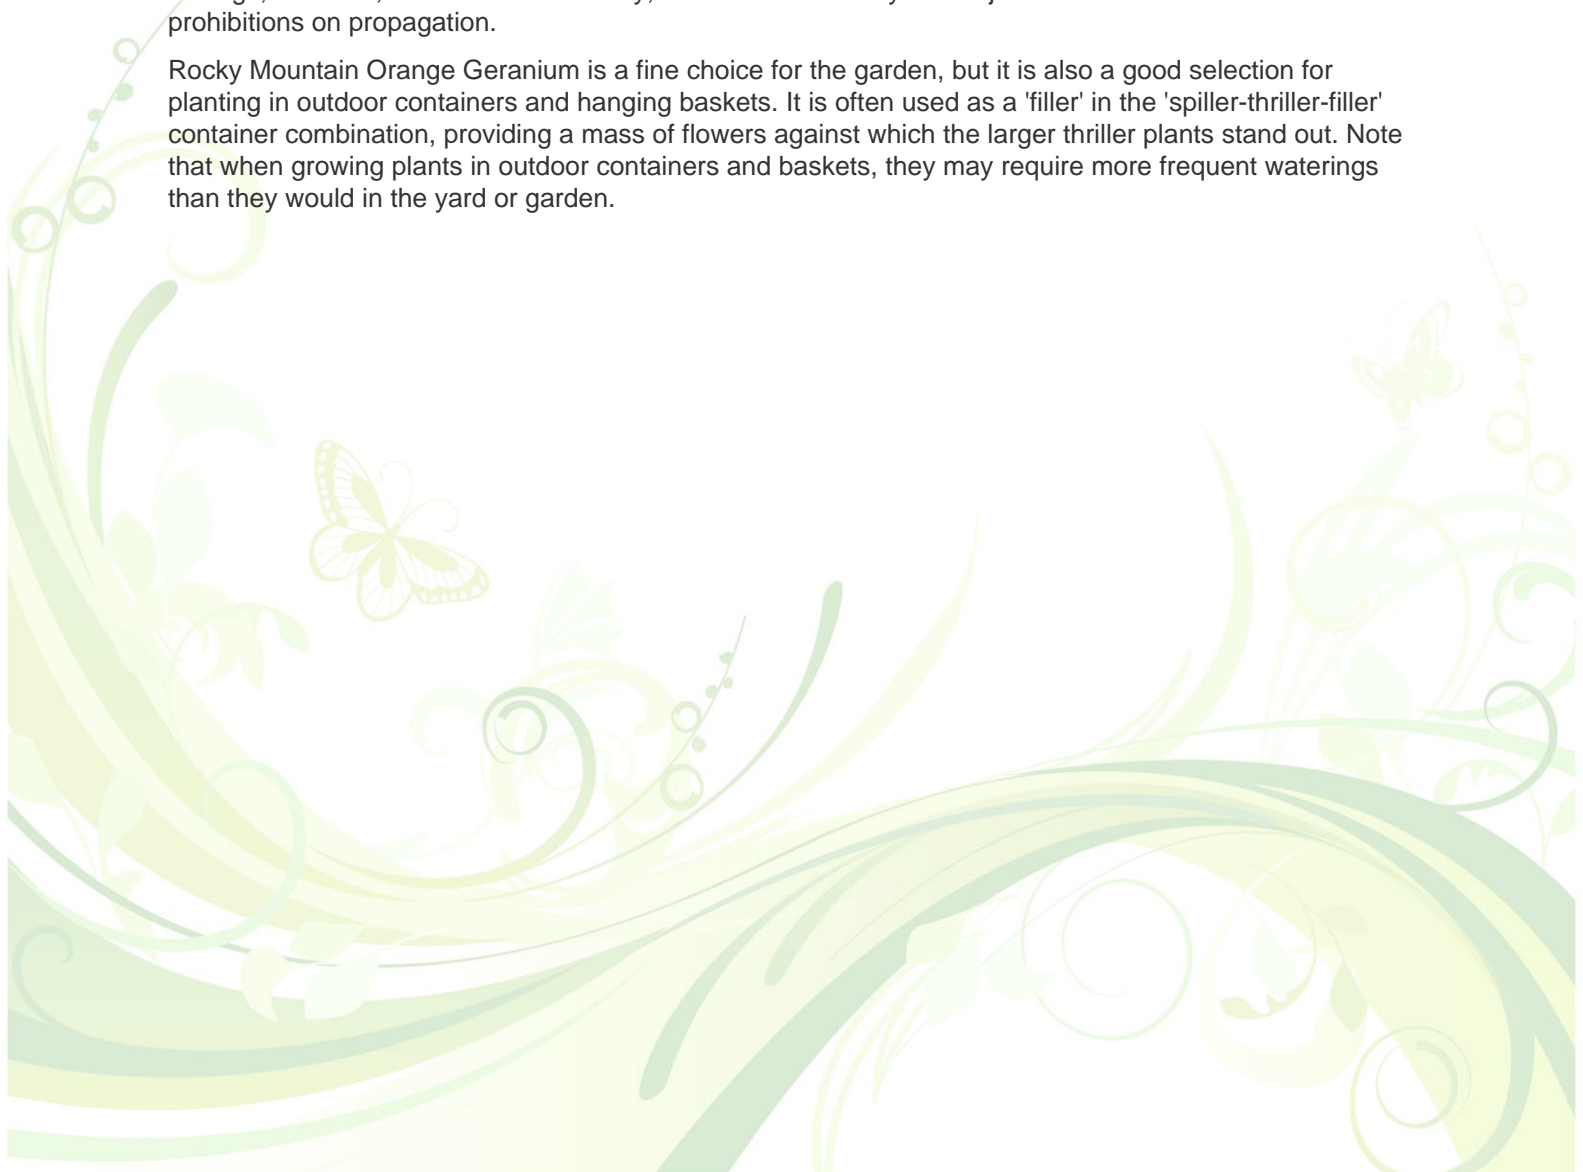 prohibitions on propagation.
Rocky Mountain Orange Geranium is a fine choice for the garden, but it is also a good selection for
planting in outdoor containers and hanging baskets. It is often used as a 'filler' in the 'spiller-thriller-filler'
container combination, providing a mass of flowers against which the larger thriller plants stand out. Note
that when growing plants in outdoor containers and baskets, they may require more frequent waterings
than they would in the yard or garden.